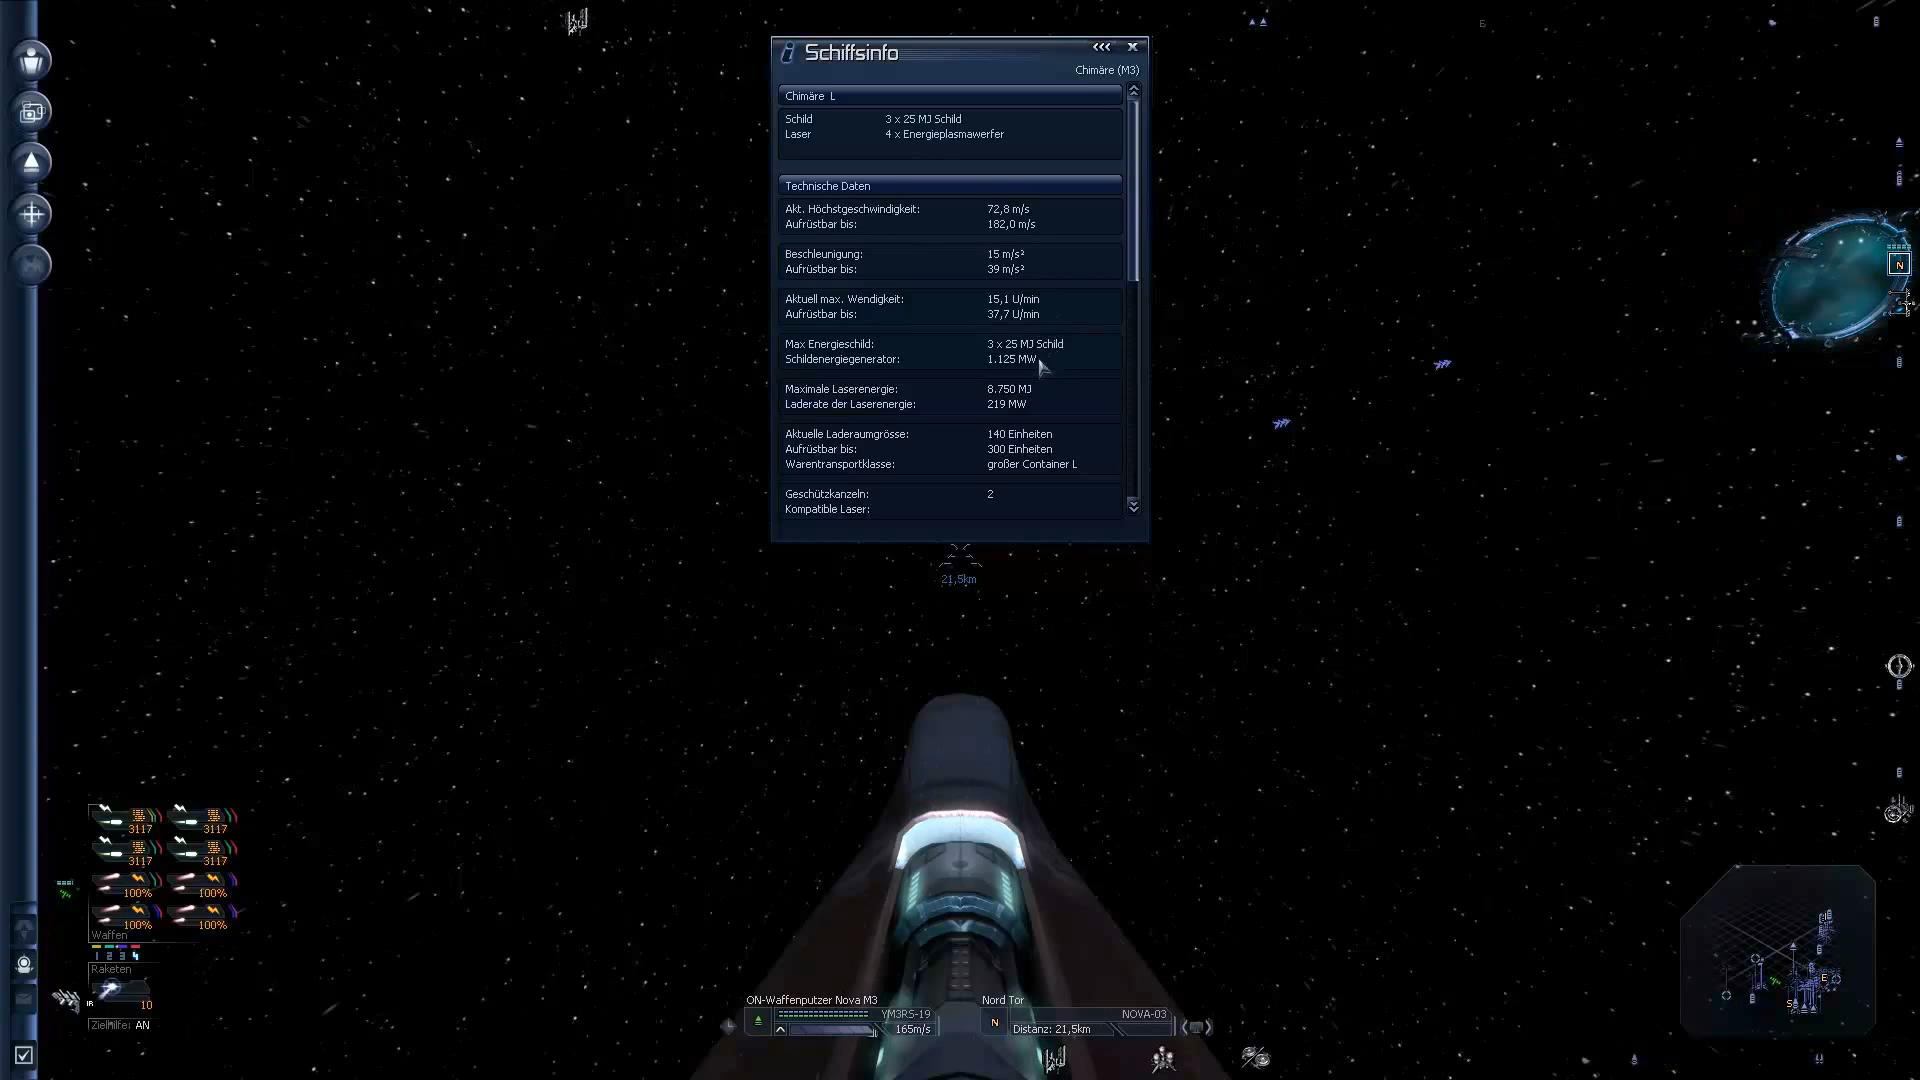 Schiffsinfo
Chimäre (M3)
Chimäre L
Schild 3 x 25 MJ Schild
Laser 4 x Energieplasmawerfer
Technische Daten
Akt. Höchstgeschwindigkeit: 72,8 m/s
Aufrüstbar bis: 182,0 m/s
Beschleunigung: 15 m/s²
Aufrüstbar bis: 39 m/s²
Aktuell max. Wendigkeit: 15,1 U/min
Aufrüstbar bis: 37,7 U/min
Max Energieschild: 3 x 25 MJ Schild
Schildenergiegenerator: 1.125 MW
Maximale Laserenergie: 8.750 MJ
Laderate der Laserenergie: 219 MW
Aktuelle Laderaumgrösse: 140 Einheiten
Aufrüstbar bis: 300 Einheiten
Warentransportklasse: großer Container L
Geschützkanzeln: 2
Kompatible Laser:
N
21,5km
3117 3117
3117 3117
100% 100%
100% 100%
Waffen
1 2 3 4
Raketen
IR 10
Zielhilfe: AN
ON-Waffenputzer Nova M3
YM3RS-19
165m/s
Nord Tor
N NOVA-03
Distanz: 21,5km
E
S